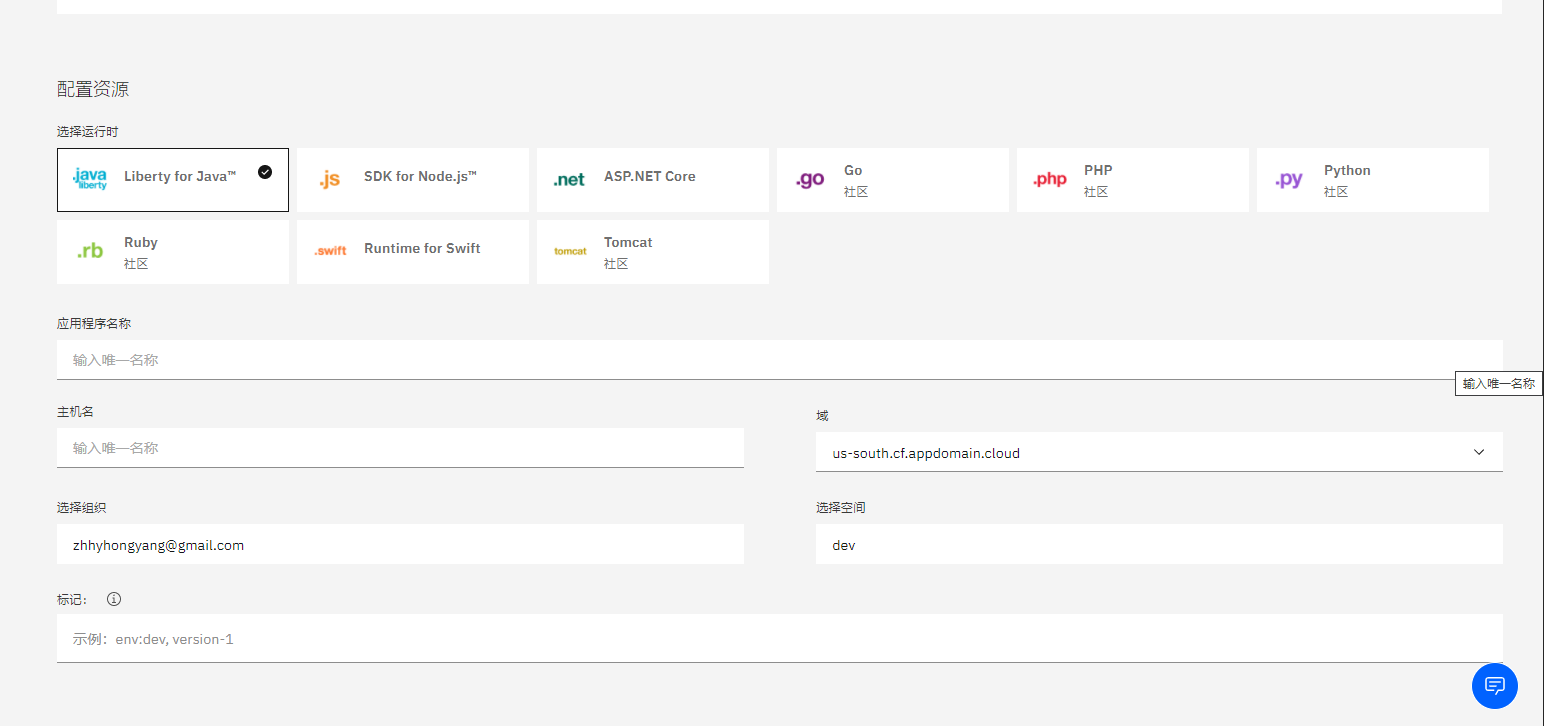 配置资源
选择运行时
.java liberty Liberty for Java™
.js SDK for Node.js™
.net ASP.NET Core
.go Go
社区
.php PHP
社区
.py Python
社区
.rb Ruby
社区
.swift Runtime for Swift
tomcat Tomcat
社区
应用程序名称
输入唯一名称
输入唯一名称
主机名
域
输入唯一名称
us-south.cf.appdomain.cloud
选择组织
选择空间
zhhyhongyang@gmail.com
dev
标记：
示例：env:dev, version-1